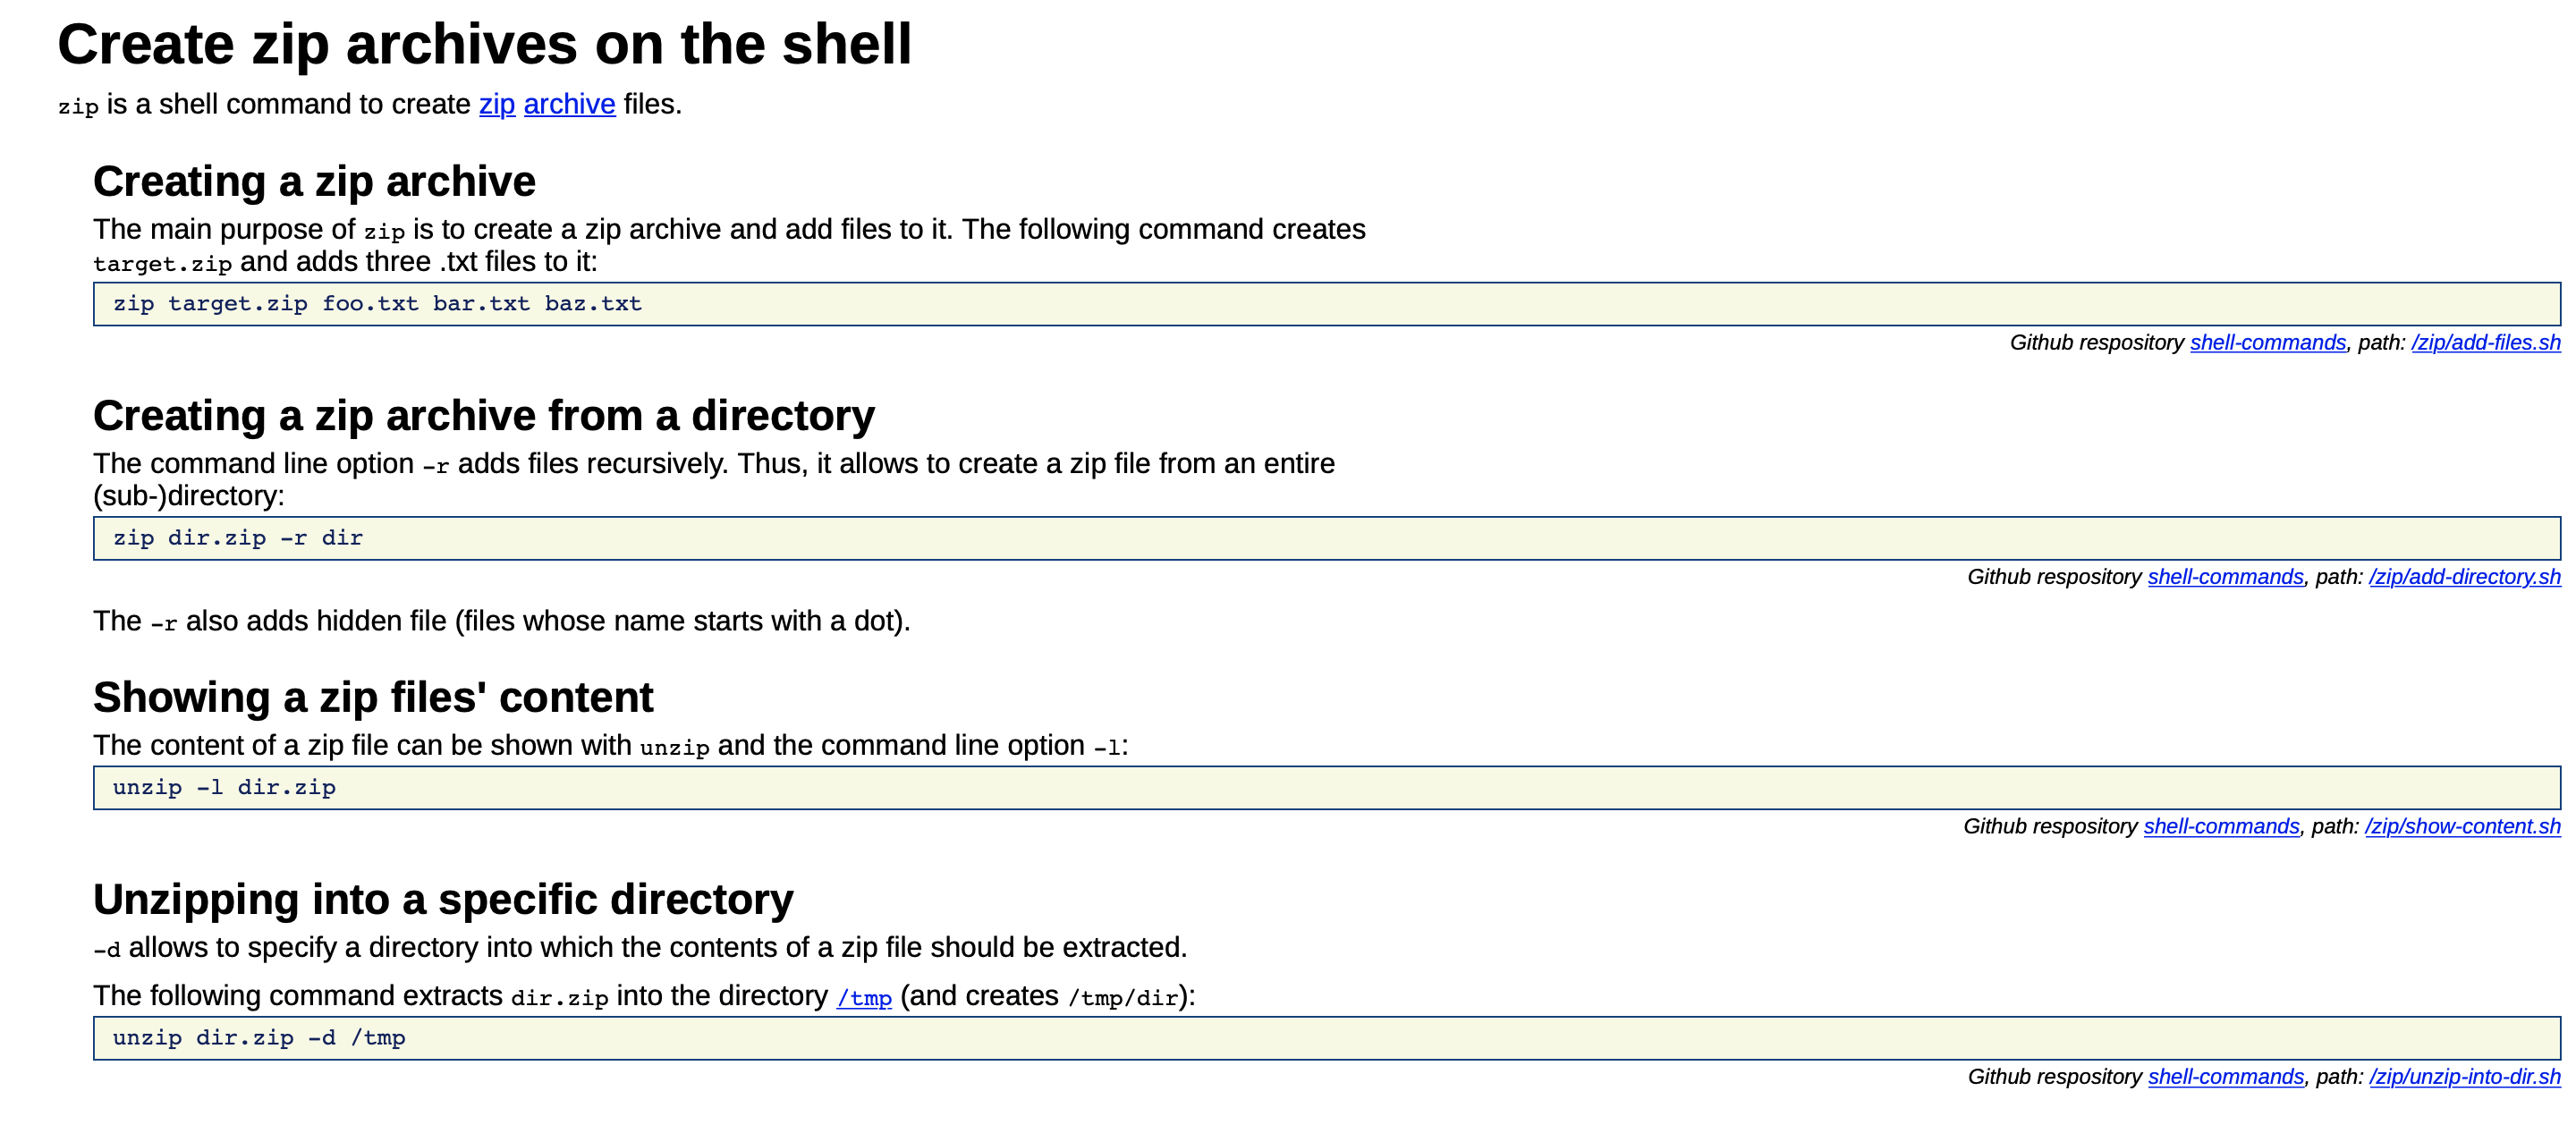 Create zip archives on the shell
zip is a shell command to create zip archive files.
Creating a zip archive
The main purpose of zip is to create a zip archive and add files to it. The following command creates
target.zip and adds three .txt files to it:
zip target.zip foo.txt bar.txt baz.txt
Github respository shell-commands, path: /zip/add-files.sh
Creating a zip archive from a directory
The command line option -r adds files recursively. Thus, it allows to create a zip file from an entire
(sub-)directory:
zip dir.zip -r dir
Github respository shell-commands, path: /zip/add-directory.sh
The -r also adds hidden file (files whose name starts with a dot).
Showing a zip files' content
The content of a zip file can be shown with unzip and the command line option -l:
unzip -l dir.zip
Github respository shell-commands, path: /zip/show-content.sh
Unzipping into a specific directory
-d allows to specify a directory into which the contents of a zip file should be extracted.
The following command extracts dir.zip into the directory /tmp (and creates /tmp/dir):
unzip dir.zip -d /tmp
Github respository shell-commands, path: /zip/unzip-into-dir.sh